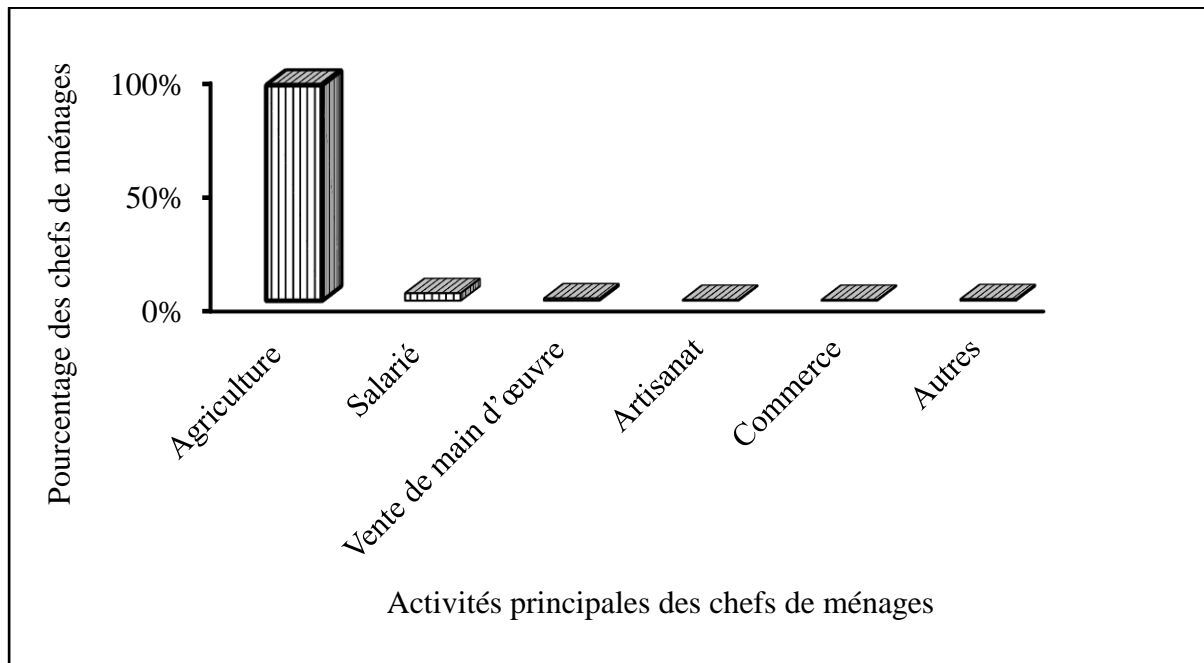 Pourcentage des chefs de ménages
100%
50%
0%
Agriculture
Salarié
Vente de main d’œuvre
Artisanat
Commerce
Autres
Activités principales des chefs de ménages